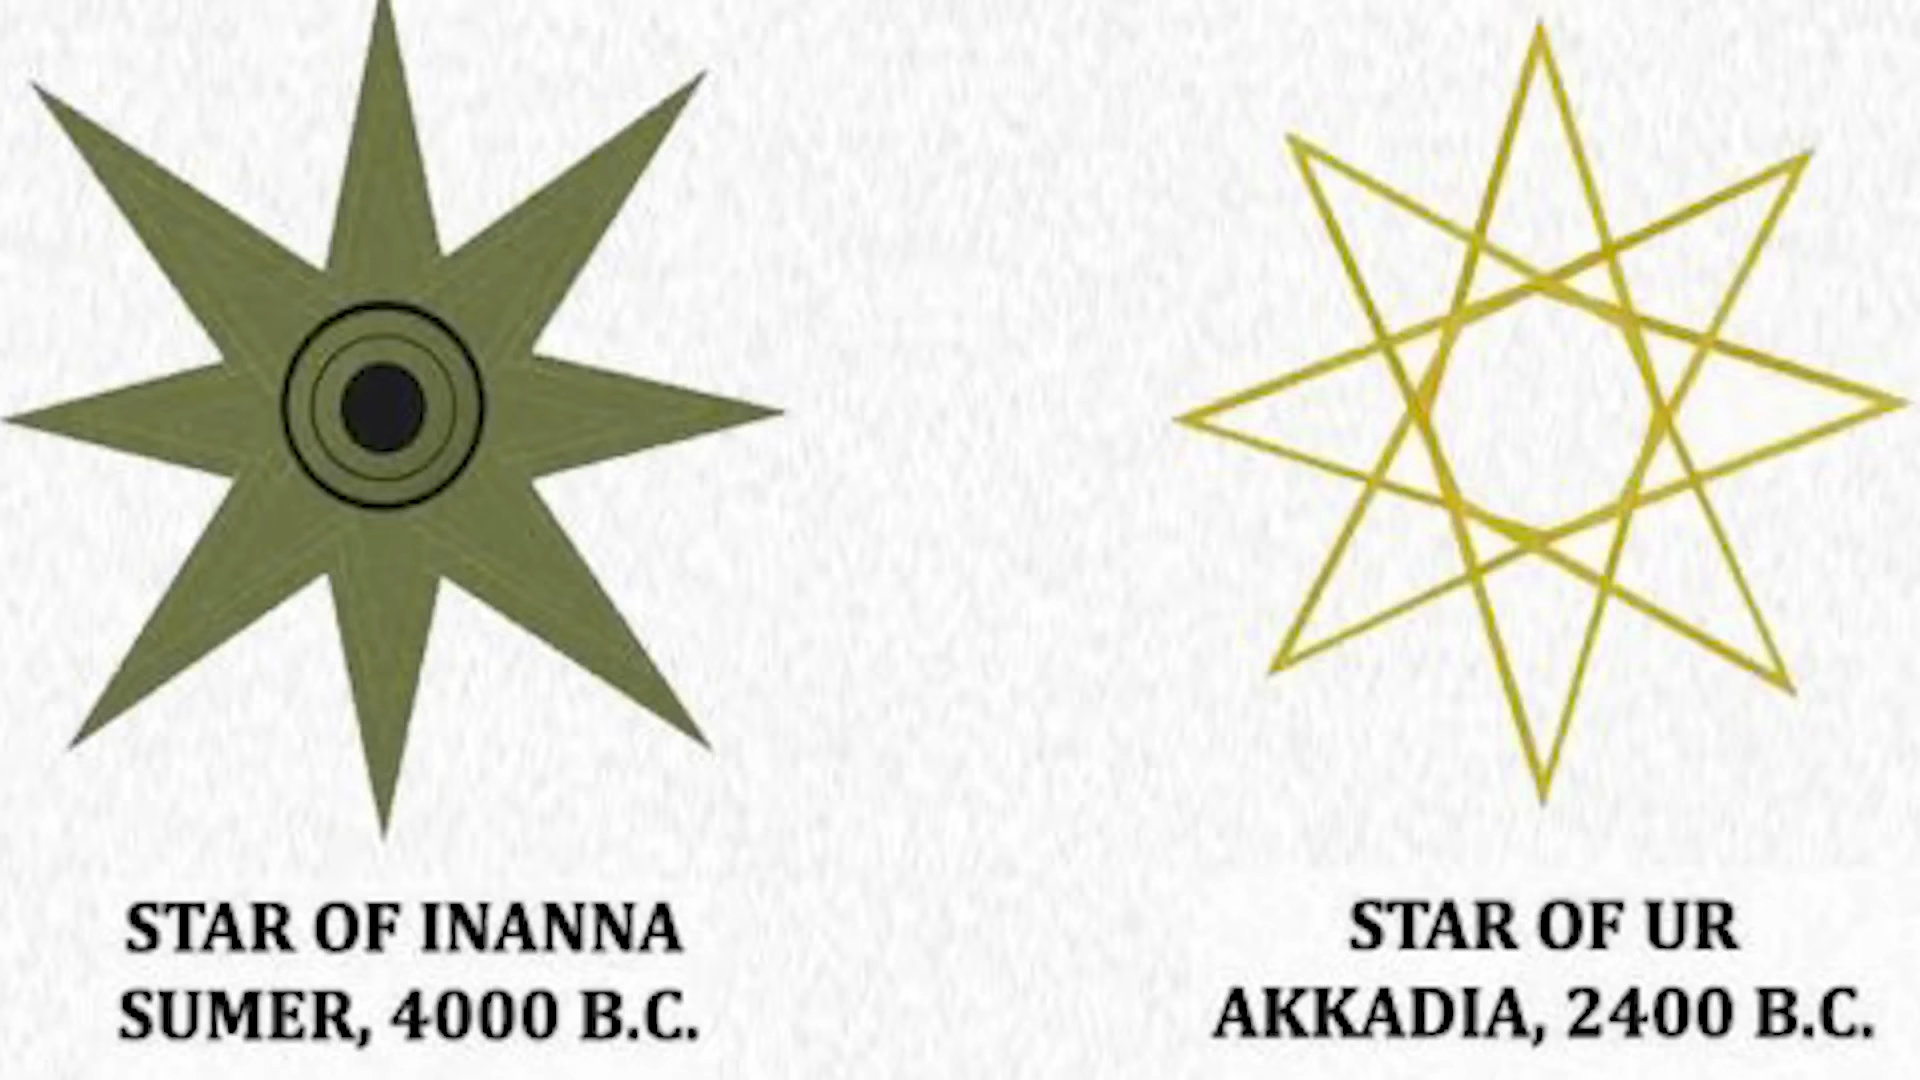 STAR OF INANNA
SUMER, 4000 B.C.
STAR OF UR
AKKADIA, 2400 B.C.